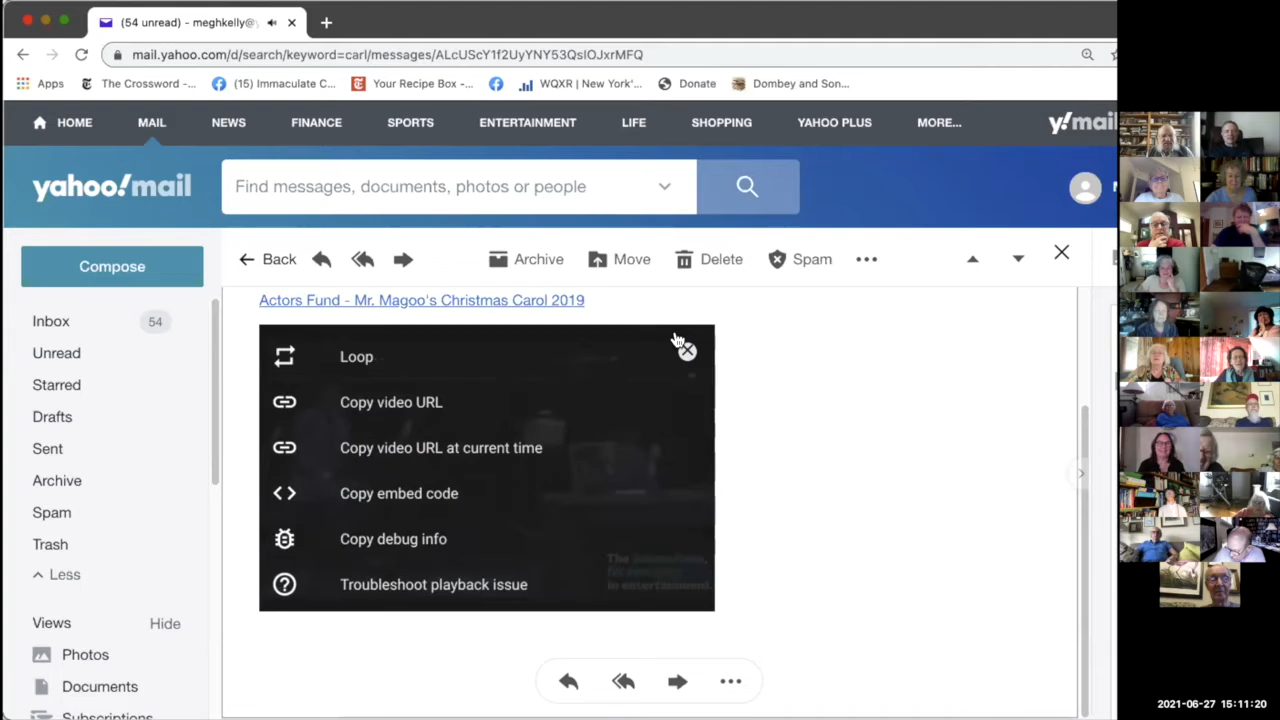 (54 unread) - meghkelly@y
mail.yahoo.com/d/search/keyword=carl/messages/ALcUScY1f2UyYNY53QsIOJxrMFQ
Apps The Crossword -... (15) Immaculate C... Your Recipe Box -... WQXR | New York'... Donate Dombey and Son...
HOME MAIL NEWS FINANCE SPORTS ENTERTAINMENT LIFE SHOPPING YAHOO PLUS MORE... y!mail
yahoo!mail Find messages, documents, photos or people
Compose Back Archive Move Delete Spam
Actors Fund - Mr. Magoo's Christmas Carol 2019
Inbox 54
Unread
Starred
Drafts
Sent
Archive
Spam
Trash
Less
Views Hide
Photos
Documents
Subscriptions
Loop
Copy video URL
Copy video URL at current time
Copy embed code
Copy debug info
Troubleshoot playback issue
The
in entertainment.
2021-06-27 15:11:20